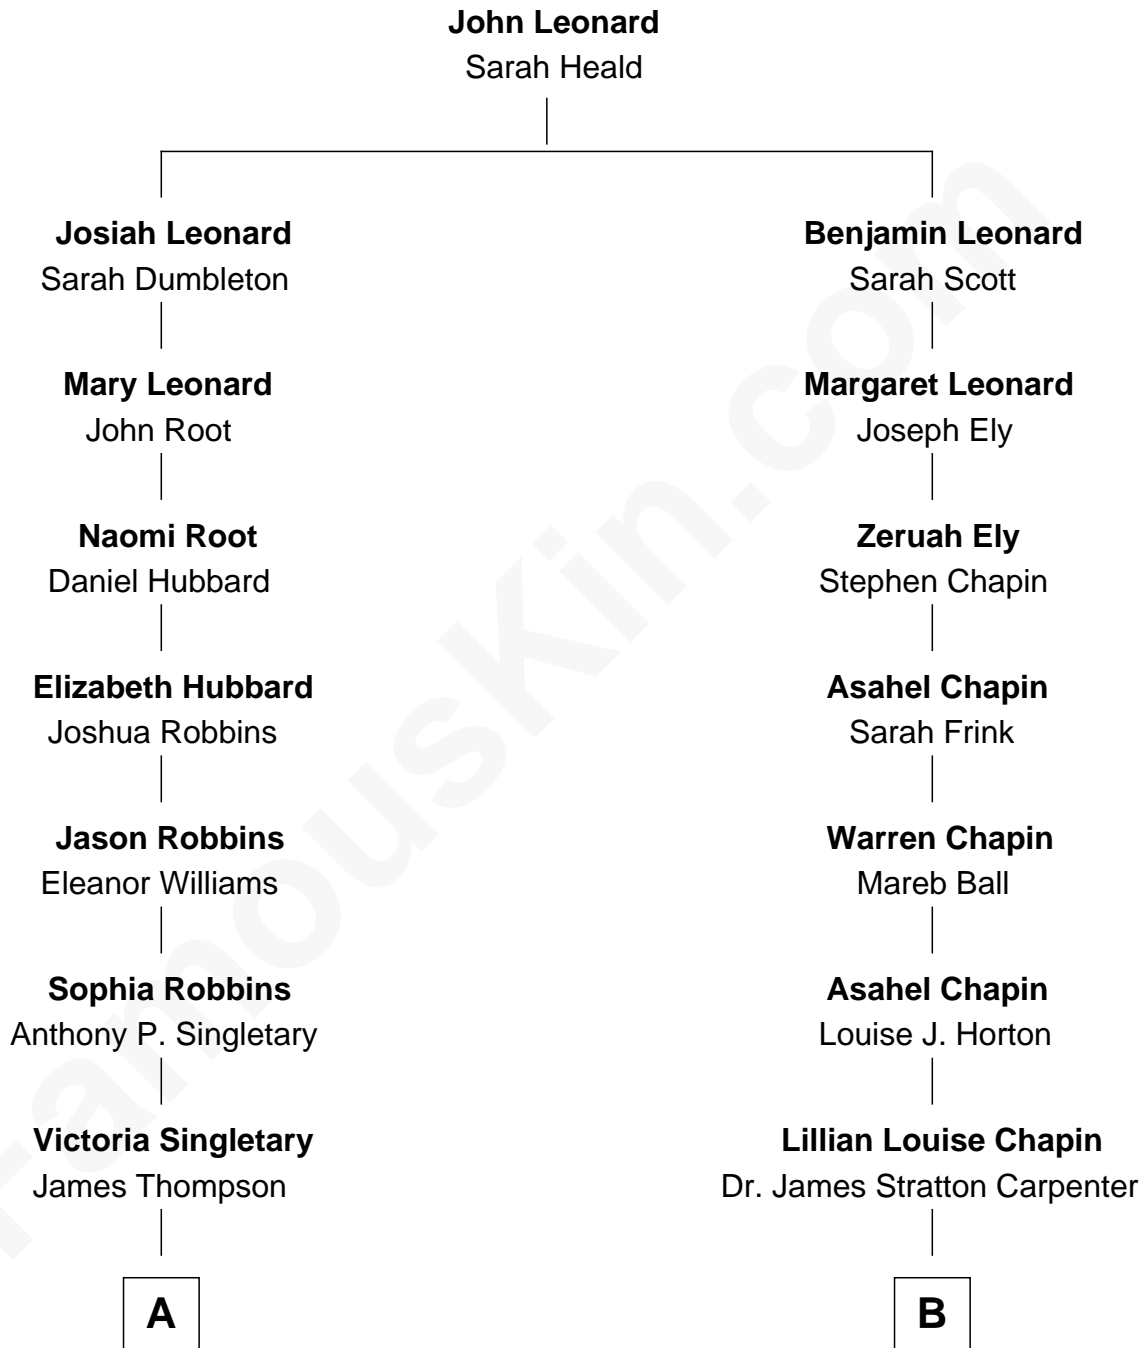 John Leonard
Sarah Heald
Josiah Leonard
Sarah Dumbleton
Benjamin Leonard
Sarah Scott
Mary Leonard
John Root
Margaret Leonard
Joseph Ely
Naomi Root
Daniel Hubbard
Zeruah Ely
Stephen Chapin
Elizabeth Hubbard
Joshua Robbins
Asahel Chapin
Sarah Frink
Jason Robbins
Eleanor Williams
Warren Chapin
Mareb Ball
Sophia Robbins
Anthony P. Singletary
Asahel Chapin
Louise J. Horton
Victoria Singletary
James Thompson
Lillian Louise Chapin
Dr. James Stratton Carpenter
A
B
FamousKin.com